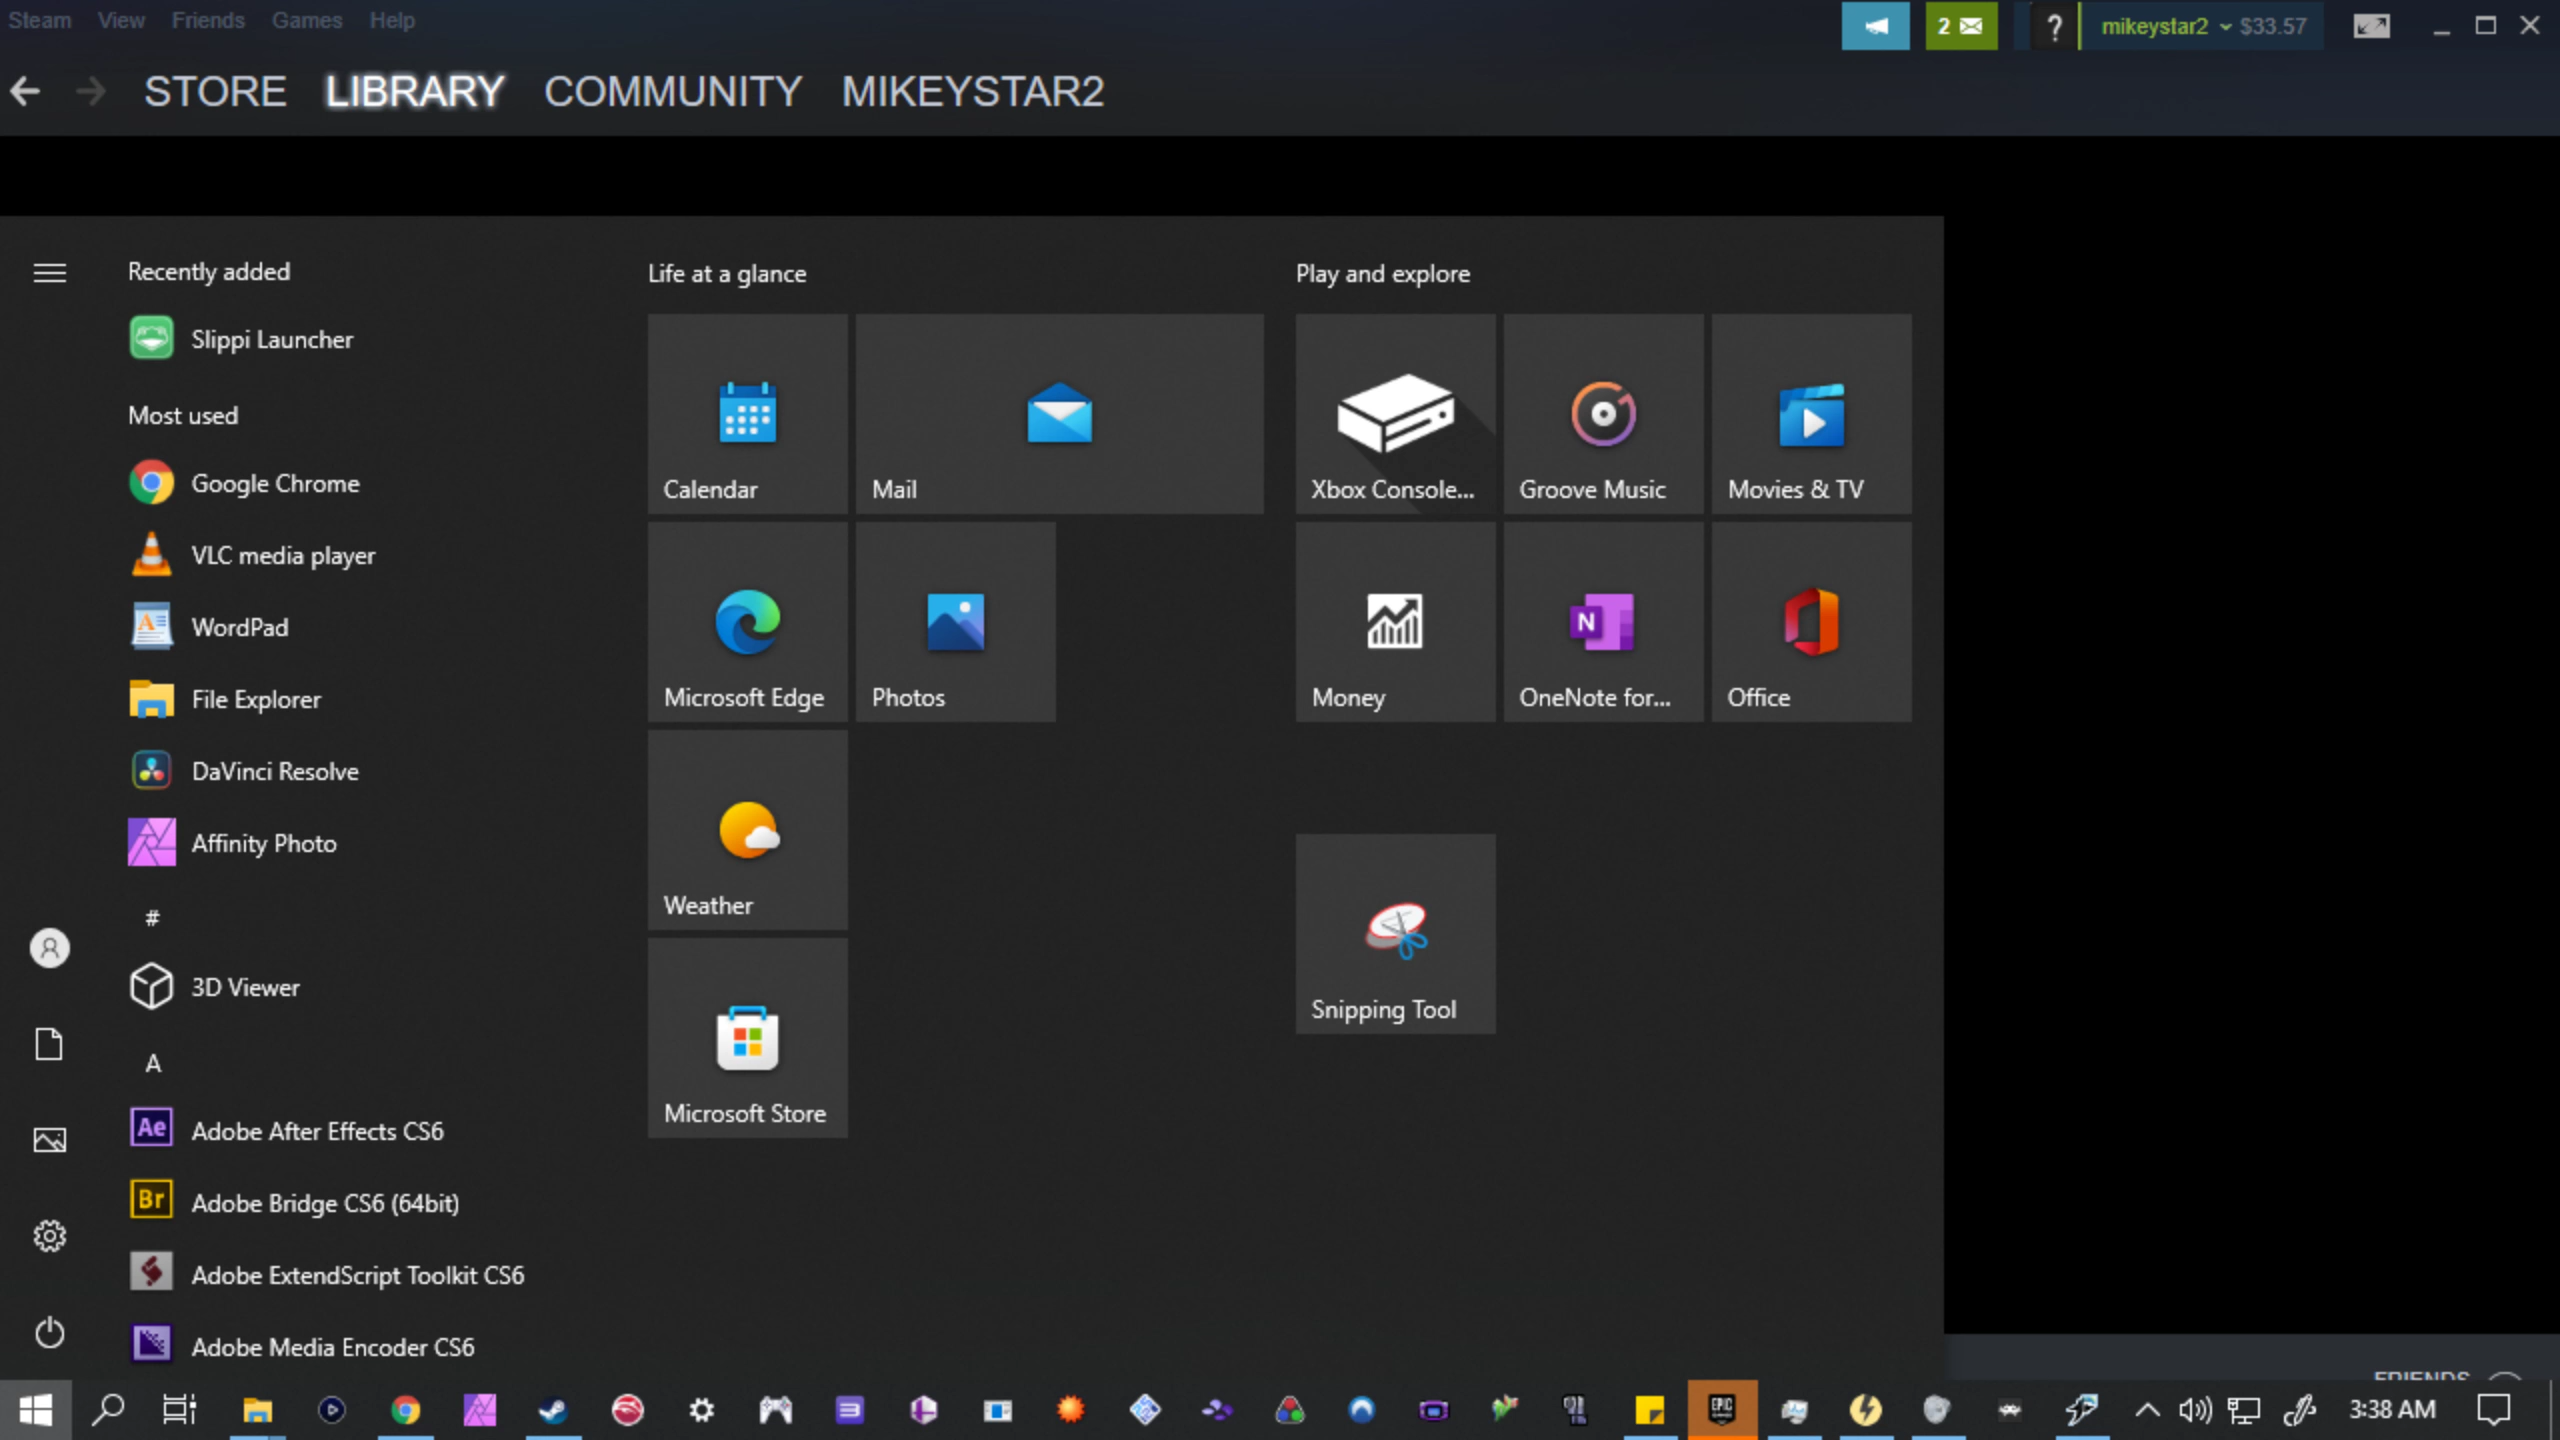 Steam View Friends Games Help
2 ? mikeystar2 $33.57
STORE LIBRARY COMMUNITY MIKEYSTAR2
Recently added
Slippi Launcher
Most used
Google Chrome
VLC media player
WordPad
File Explorer
DaVinci Resolve
Affinity Photo
#
3D Viewer
A
Ae Adobe After Effects CS6
Br Adobe Bridge CS6 (64bit)
Adobe ExtendScript Toolkit CS6
Adobe Media Encoder CS6
Life at a glance
Calendar Mail
Microsoft Edge Photos
Weather
Microsoft Store
Play and explore
Xbox Console... Groove Music Movies & TV
N
Money OneNote for... Office
Snipping Tool
FRIENDS
EPIC
3:38 AM